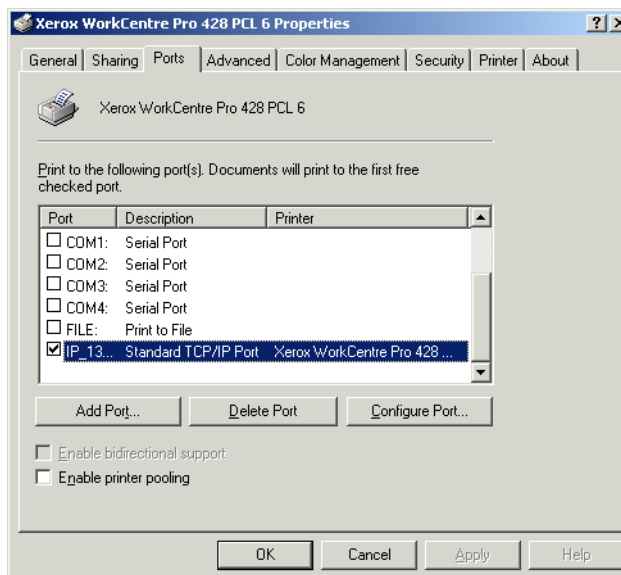 Xerox WorkCentre Pro 428 PCL 6 Properties
General Sharing Ports Advanced Color Management Security Printer About
Xerox WorkCentre Pro 428 PCL 6
Print to the following port(s). Documents will print to the first free
checked port.
Port Description Printer
COM1: Serial Port
COM2: Serial Port
COM3: Serial Port
COM4: Serial Port
FILE: Print to File
IP_13... Standard TCP/IP Port Xerox WorkCentre Pro 428 ...
Add Port... Delete Port Configure Port...
Enable bidirectional support
Enable printer pooling
OK Cancel Apply Help